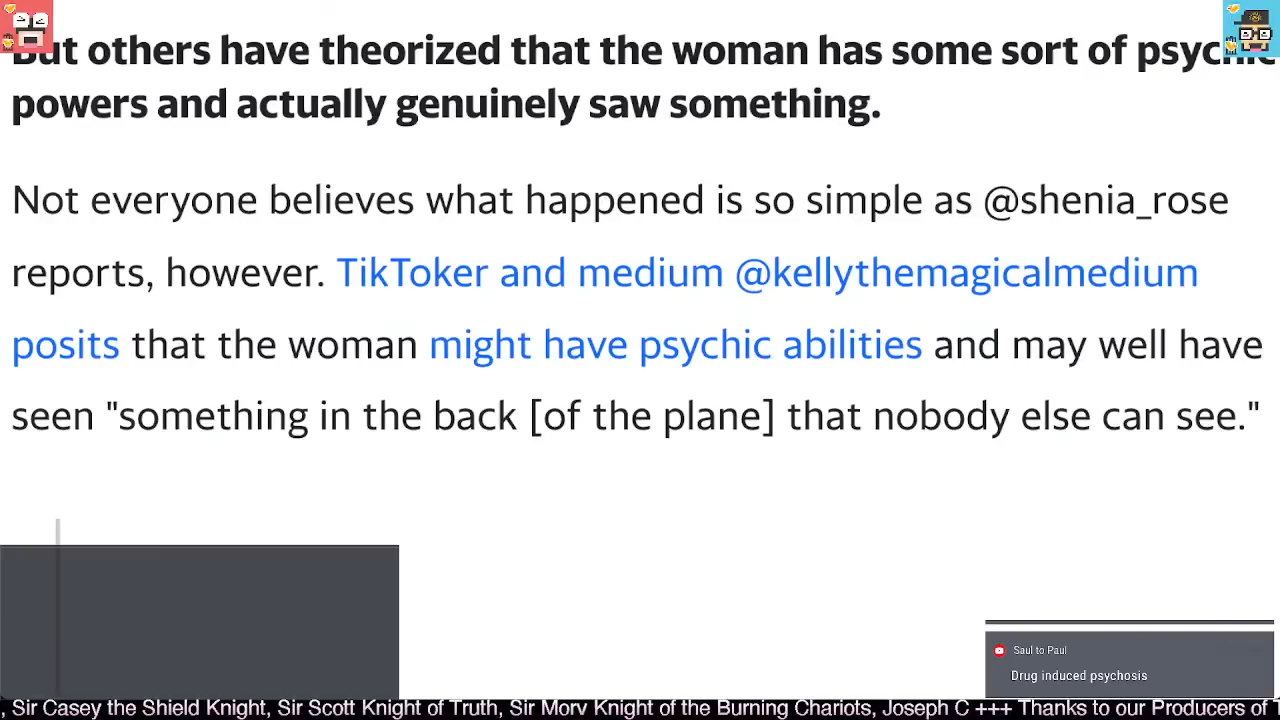 But others have theorized that the woman has some sort of psychic
powers and actually genuinely saw something.
Not everyone believes what happened is so simple as @shenia_rose
reports, however. TikToker and medium @kellythemagicalmedium
posits that the woman might have psychic abilities and may well have
seen "something in the back [of the plane] that nobody else can see."
Saul to Paul
Drug induced psychosis
, Sir Casey the Shield Knight, Sir Scott Knight of Truth, Sir Morv Knight of the Burning Chariots, Joseph C +++ Thanks to our Producers of